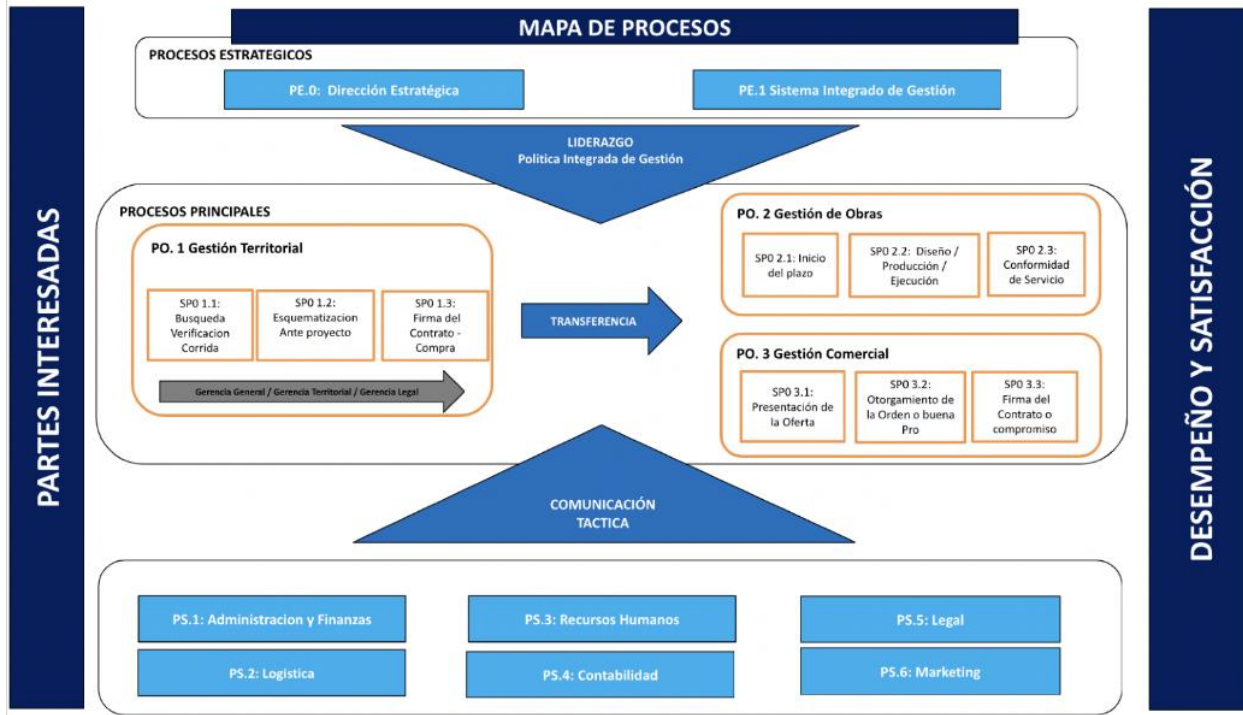 MAPA DE PROCESOS
PARTES INTERESADAS
PROCESOS ESTRATEGICOS
PE.0: Dirección Estratégica
PE.1 Sistema Integrado de Gestión
LIDERAZGO
Politica Integrada de Gestión
PROCESOS PRINCIPALES
PO. 1 Gestión Territorial
SP0 1.1:
Busqueda
Verificacion
Corrida
SP0 1.2:
Esquematizacion
Ante proyecto
SP0 1.3:
Firma del
Contrato -
Compra
Gerencia General / Gerencia Territorial / Gerencia Legal
TRANSFERENCIA
PO. 2 Gestión de Obras
SP0 2.1: Inicio
del plazo
SP0 2.2: Diseño /
Producción /
Ejecución
SP0 2.3:
Conformidad
de Servicio
PO. 3 Gestión Comercial
SP0 3.1:
Presentación de
la Oferta
SP0 3.2:
Otorgamiento de
la Orden o buena
Pro
SP0 3.3:
Firma del
Contrato o
compromiso
COMUNICACIÓN
TACTICA
PS.1: Administracion y Finanzas
PS.2: Logistica
PS.3: Recursos Humanos
PS.4: Contabilidad
PS.5: Legal
PS.6: Marketing
DESEMPEÑO Y SATISFACCIÓN